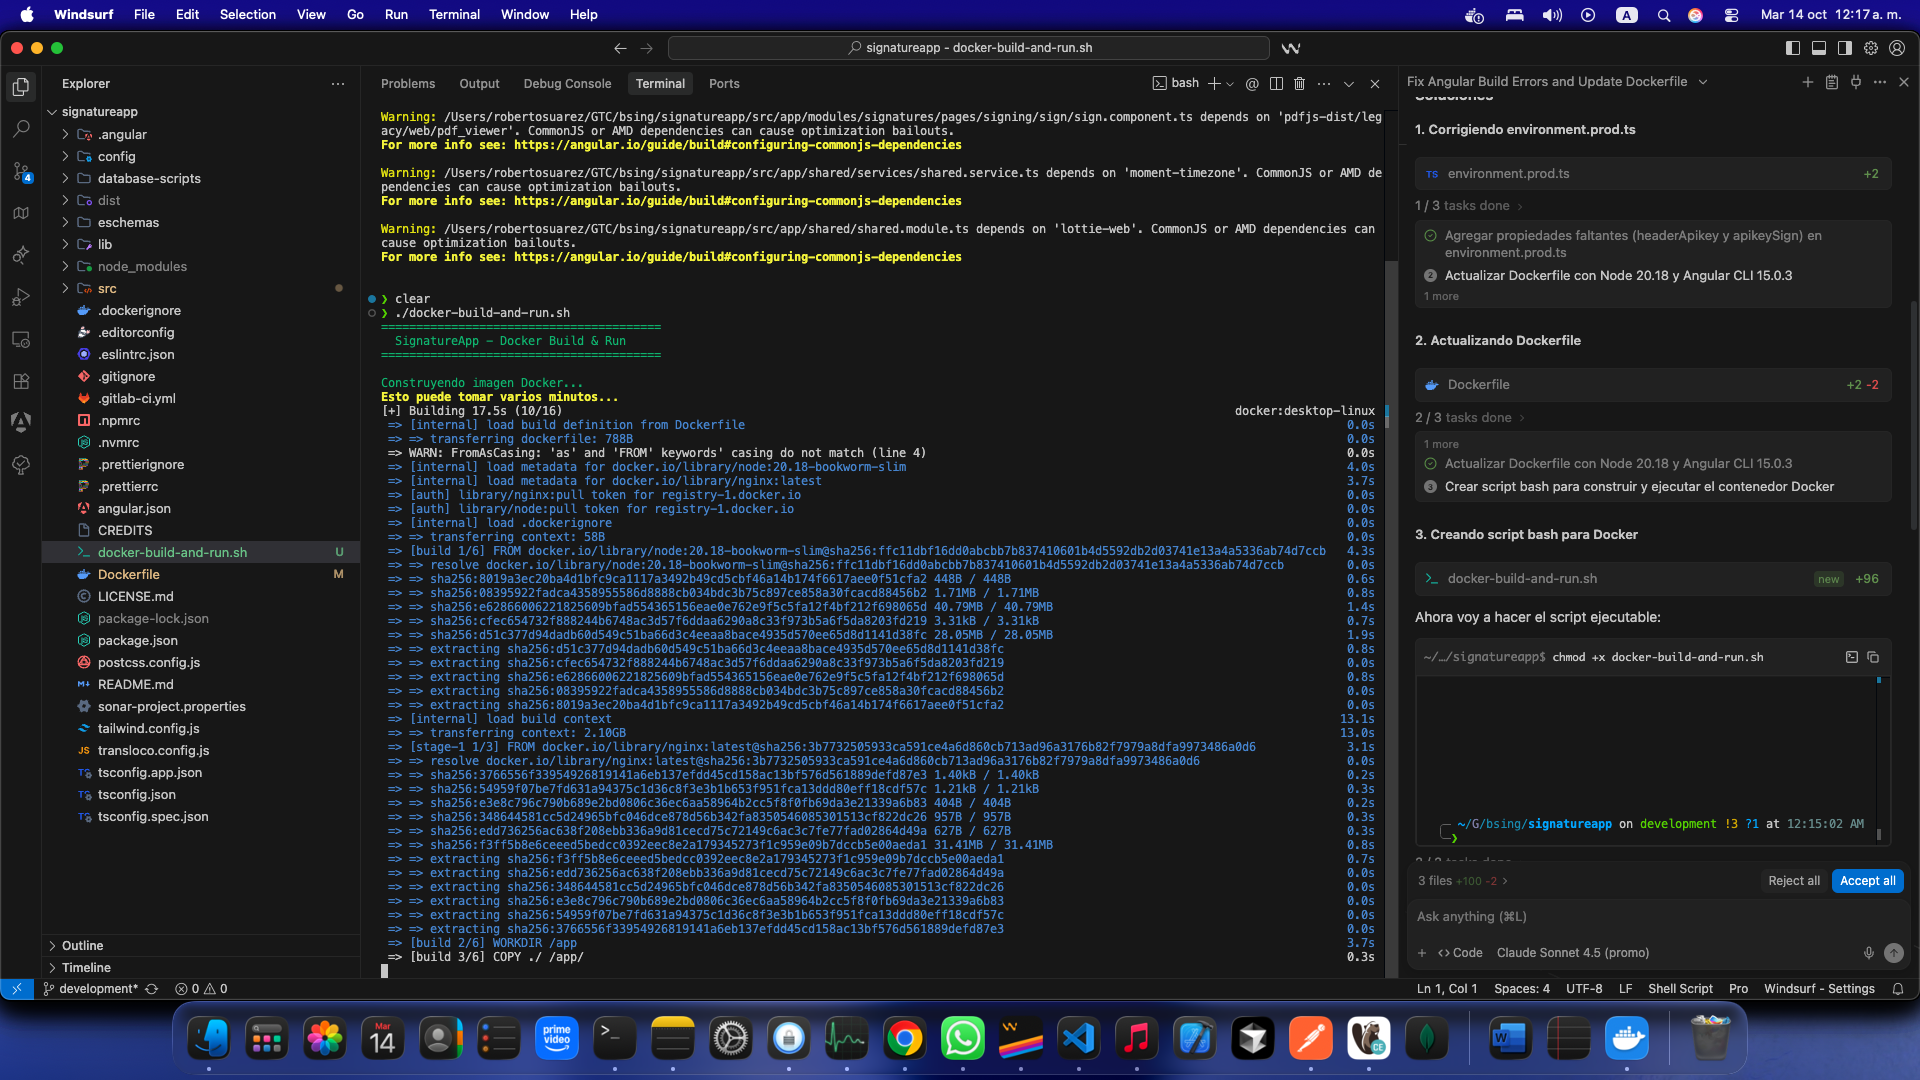 Windsurf File Edit Selection View Go Run Terminal Window Help
A
Mar 14 oct 12:17 a. m.
signatureapp - docker-build-and-run.sh
Explorer
signatureapp
.angular
config
database-scripts
dist
eschemas
lib
node_modules
src
.dockerignore
.editorconfig
.eslintrc.json
.gitignore
.gitlab-ci.yml
.npmrc
.nvmrc
.prettierignore
.prettierrc
angular.json
CREDITS
docker-build-and-run.sh U
Dockerfile M
LICENSE.md
package-lock.json
package.json
postcss.config.js
README.md
sonar-project.properties
tailwind.config.js
JS transloco.config.js
tsconfig.app.json
tsconfig.json
tsconfig.spec.json
Outline
Timeline
4
Problems Output Debug Console Terminal Ports
bash
Warning: /Users/robertosuarez/GTC/bsing/signatureapp/src/app/modules/signatures/pages/signing/sign/sign.component.ts depends on 'pdfjs-dist/leg
acy/web/pdf_viewer'. CommonJS or AMD dependencies can cause optimization bailouts.
For more info see: https://angular.io/guide/build#configuring-commonjs-dependencies
Warning: /Users/robertosuarez/GTC/bsing/signatureapp/src/app/shared/services/shared.service.ts depends on 'moment-timezone'. CommonJS or AMD de
pendencies can cause optimization bailouts.
For more info see: https://angular.io/guide/build#configuring-commonjs-dependencies
Warning: /Users/robertosuarez/GTC/bsing/signatureapp/src/app/shared/shared.module.ts depends on 'lottie-web'. CommonJS or AMD dependencies can
cause optimization bailouts.
For more info see: https://angular.io/guide/build#configuring-commonjs-dependencies
❯ clear
❯ ./docker-build-and-run.sh
========================================
SignatureApp - Docker Build & Run
========================================
Construyendo imagen Docker...
Esto puede tomar varios minutos...
[+] Building 17.5s (10/16) docker:desktop-linux
=> [internal] load build definition from Dockerfile 0.0s
=> => transferring dockerfile: 788B 0.0s
=> WARN: FromAsCasing: 'as' and 'FROM' keywords' casing do not match (line 4) 0.0s
=> [internal] load metadata for docker.io/library/node:20.18-bookworm-slim 4.0s
=> [internal] load metadata for docker.io/library/nginx:latest 3.7s
=> [auth] library/nginx:pull token for registry-1.docker.io 0.0s
=> [auth] library/node:pull token for registry-1.docker.io 0.0s
=> [internal] load .dockerignore 0.0s
=> => transferring context: 58B 0.0s
=> [build 1/6] FROM docker.io/library/node:20.18-bookworm-slim@sha256:ffc11dbf16dd0abcbb7b837410601b4d5592db2d03741e13a4a5336ab74d7ccb 4.3s
=> => resolve docker.io/library/node:20.18-bookworm-slim@sha256:ffc11dbf16dd0abcbb7b837410601b4d5592db2d03741e13a4a5336ab74d7ccb 0.0s
=> => sha256:8019a3ec20ba4d1bfc9ca1117a3492b49cd5cbf46a14b174f6617aee0f51cfa2 448B / 448B 0.6s
=> => sha256:08395922fadca4358955586d8888cb034bdc3b75c897ce858a30fcacd88456b2 1.71MB / 1.71MB 0.8s
=> => sha256:e62866006221825609bfad554365156eae0e762e9f5c5fa12f4bf212f698065d 40.79MB / 40.79MB 1.4s
=> => sha256:cfec654732f888244b6748ac3d57f6ddaa6290a8c33f973b5a6f5da8203fd219 3.31kB / 3.31kB 0.7s
=> => sha256:d51c377d94dadb60d549c51ba66d3c4eeaa8bace4935d570ee65d8d1141d38fc 28.05MB / 28.05MB 1.9s
=> => extracting sha256:d51c377d94dadb60d549c51ba66d3c4eeaa8bace4935d570ee65d8d1141d38fc 0.8s
=> => extracting sha256:cfec654732f888244b6748ac3d57f6ddaa6290a8c33f973b5a6f5da8203fd219 0.0s
=> => extracting sha256:e62866006221825609bfad554365156eae0e762e9f5c5fa12f4bf212f698065d 0.8s
=> => extracting sha256:08395922fadca4358955586d8888cb034bdc3b75c897ce858a30fcacd88456b2 0.0s
=> => extracting sha256:8019a3ec20ba4d1bfc9ca1117a3492b49cd5cbf46a14b174f6617aee0f51cfa2 0.0s
=> [internal] load build context 13.1s
=> => transferring context: 2.10GB 13.0s
=> [stage-1 1/3] FROM docker.io/library/nginx:latest@sha256:3b7732505933ca591ce4a6d860cb713ad96a3176b82f7979a8dfa9973486a0d6 3.1s
=> => resolve docker.io/library/nginx:latest@sha256:3b7732505933ca591ce4a6d860cb713ad96a3176b82f7979a8dfa9973486a0d6 0.0s
=> => sha256:3766556f33954926819141a6eb137efdd45cd158ac13bf576d561889defd87e3 1.40kB / 1.40kB 0.2s
=> => sha256:54959f07be7fd631a94375c1d36c8f3e3b1b653f951fca13ddd80eff18cdf57c 1.21kB / 1.21kB 0.3s
=> => sha256:e3e8c796c790b689e2bd0806c36ec6aa58964b2cc5f8f0fb69da3e21339a6b83 404B / 404B 0.2s
=> => sha256:348644581cc5d24965bfc046dce878d56b342fa8350546085301513cf822dc26 957B / 957B 0.3s
=> => sha256:edd736256ac638f208ebb336a9d81cecd75c72149c6ac3c7fe77fad02864d49a 627B / 627B 0.3s
=> => sha256:f3ff5b8e6ceeed5bedcc0392eec8e2a179345273f1c959e09b7dccb5e00aeda1 31.41MB / 31.41MB 0.8s
=> => extracting sha256:f3ff5b8e6ceeed5bedcc0392eec8e2a179345273f1c959e09b7dccb5e00aeda1 0.7s
=> => extracting sha256:edd736256ac638f208ebb336a9d81cecd75c72149c6ac3c7fe77fad02864d49a 0.0s
=> => extracting sha256:348644581cc5d24965bfc046dce878d56b342fa8350546085301513cf822dc26 0.0s
=> => extracting sha256:e3e8c796c790b689e2bd0806c36ec6aa58964b2cc5f8f0fb69da3e21339a6b83 0.0s
=> => extracting sha256:54959f07be7fd631a94375c1d36c8f3e3b1b653f951fca13ddd80eff18cdf57c 0.0s
=> => extracting sha256:3766556f33954926819141a6eb137efdd45cd158ac13bf576d561889defd87e3 0.0s
=> [build 2/6] WORKDIR /app 3.7s
=> [build 3/6] COPY ./ /app/ 0.3s
Fix Angular Build Errors and Update Dockerfile
Soluciones
1. Corrigiendo environment.prod.ts
TS environment.prod.ts +2
1 / 3 tasks done
Agregar propiedades faltantes (headerApikey y apikeySign) en
environment.prod.ts
2 Actualizar Dockerfile con Node 20.18 y Angular CLI 15.0.3
1 more
2. Actualizando Dockerfile
Dockerfile +2 -2
2 / 3 tasks done
1 more
Actualizar Dockerfile con Node 20.18 y Angular CLI 15.0.3
3 Crear script bash para construir y ejecutar el contenedor Docker
3. Creando script bash para Docker
docker-build-and-run.sh new +96
Ahora voy a hacer el script ejecutable:
~/…/signatureapp$ chmod +x docker-build-and-run.sh
~/G/bsing/signatureapp on development !3 ?1 at 12:15:02 AM
❯
3 files +100 -2
Reject all Accept all
Ask anything (⌘L)
+ <> Code Claude Sonnet 4.5 (promo)
development* 0 0
Ln 1, Col 1 Spaces: 4 UTF-8 LF Shell Script Pro Windsurf - Settings
Mar
14
prime
video
CE
W